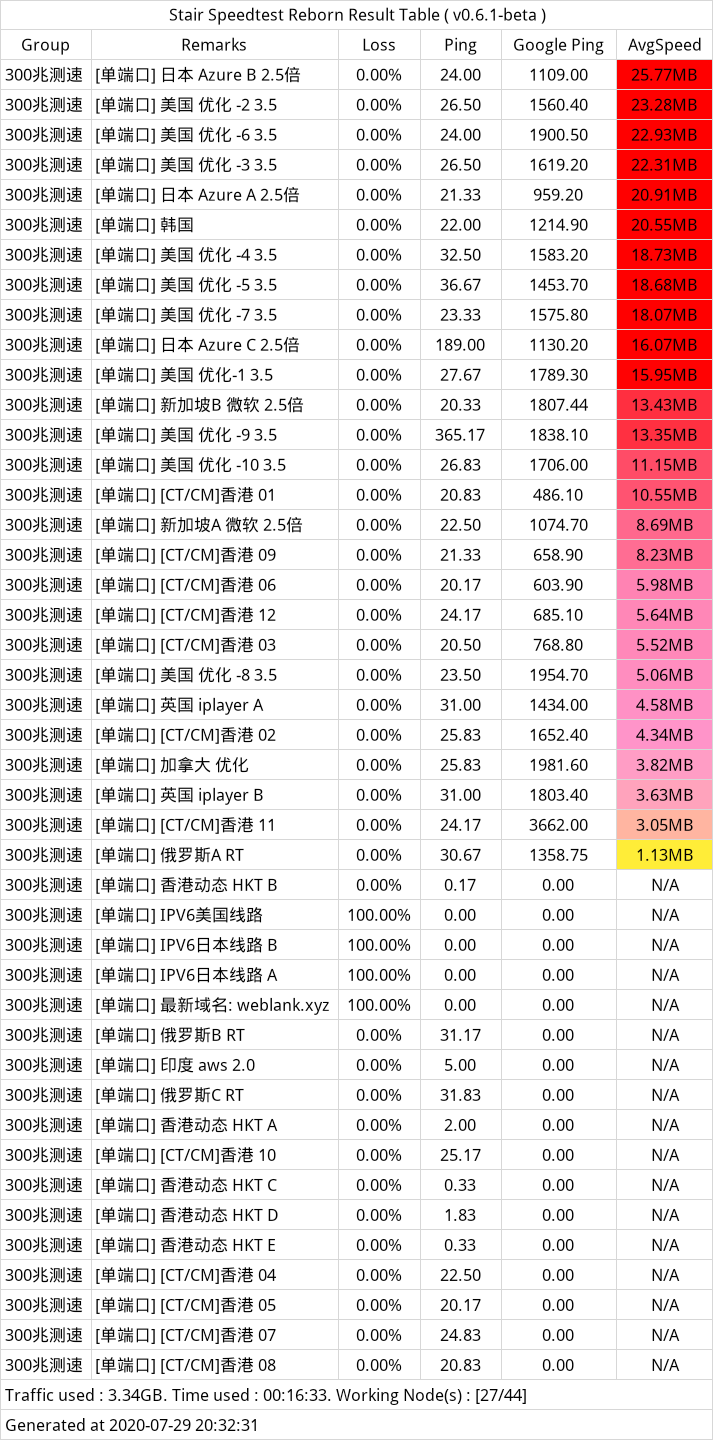 Stair Speedtest Reborn Result Table ( v0.6.1-beta )
Group Remarks Loss Ping Google Ping AvgSpeed
300兆测速 [单端口] 日本 Azure B 2.5倍 0.00% 24.00 1109.00 25.77MB
300兆测速 [单端口] 美国 优化 -2 3.5 0.00% 26.50 1560.40 23.28MB
300兆测速 [单端口] 美国 优化 -6 3.5 0.00% 24.00 1900.50 22.93MB
300兆测速 [单端口] 美国 优化 -3 3.5 0.00% 26.50 1619.20 22.31MB
300兆测速 [单端口] 日本 Azure A 2.5倍 0.00% 21.33 959.20 20.91MB
300兆测速 [单端口] 韩国 0.00% 22.00 1214.90 20.55MB
300兆测速 [单端口] 美国 优化 -4 3.5 0.00% 32.50 1583.20 18.73MB
300兆测速 [单端口] 美国 优化 -5 3.5 0.00% 36.67 1453.70 18.68MB
300兆测速 [单端口] 美国 优化 -7 3.5 0.00% 23.33 1575.80 18.07MB
300兆测速 [单端口] 日本 Azure C 2.5倍 0.00% 189.00 1130.20 16.07MB
300兆测速 [单端口] 美国 优化-1 3.5 0.00% 27.67 1789.30 15.95MB
300兆测速 [单端口] 新加坡B 微软 2.5倍 0.00% 20.33 1807.44 13.43MB
300兆测速 [单端口] 美国 优化 -9 3.5 0.00% 365.17 1838.10 13.35MB
300兆测速 [单端口] 美国 优化 -10 3.5 0.00% 26.83 1706.00 11.15MB
300兆测速 [单端口] [CT/CM]香港 01 0.00% 20.83 486.10 10.55MB
300兆测速 [单端口] 新加坡A 微软 2.5倍 0.00% 22.50 1074.70 8.69MB
300兆测速 [单端口] [CT/CM]香港 09 0.00% 21.33 658.90 8.23MB
300兆测速 [单端口] [CT/CM]香港 06 0.00% 20.17 603.90 5.98MB
300兆测速 [单端口] [CT/CM]香港 12 0.00% 24.17 685.10 5.64MB
300兆测速 [单端口] [CT/CM]香港 03 0.00% 20.50 768.80 5.52MB
300兆测速 [单端口] 美国 优化 -8 3.5 0.00% 23.50 1954.70 5.06MB
300兆测速 [单端口] 英国 iplayer A 0.00% 31.00 1434.00 4.58MB
300兆测速 [单端口] [CT/CM]香港 02 0.00% 25.83 1652.40 4.34MB
300兆测速 [单端口] 加拿大 优化 0.00% 25.83 1981.60 3.82MB
300兆测速 [单端口] 英国 iplayer B 0.00% 31.00 1803.40 3.63MB
300兆测速 [单端口] [CT/CM]香港 11 0.00% 24.17 3662.00 3.05MB
300兆测速 [单端口] 俄罗斯A RT 0.00% 30.67 1358.75 1.13MB
300兆测速 [单端口] 香港动态 HKT B 0.00% 0.17 0.00 N/A
300兆测速 [单端口] IPV6美国线路 100.00% 0.00 0.00 N/A
300兆测速 [单端口] IPV6日本线路 B 100.00% 0.00 0.00 N/A
300兆测速 [单端口] IPV6日本线路 A 100.00% 0.00 0.00 N/A
300兆测速 [单端口] 最新域名: weblank.xyz 100.00% 0.00 0.00 N/A
300兆测速 [单端口] 俄罗斯B RT 0.00% 31.17 0.00 N/A
300兆测速 [单端口] 印度 aws 2.0 0.00% 5.00 0.00 N/A
300兆测速 [单端口] 俄罗斯C RT 0.00% 31.83 0.00 N/A
300兆测速 [单端口] 香港动态 HKT A 0.00% 2.00 0.00 N/A
300兆测速 [单端口] [CT/CM]香港 10 0.00% 25.17 0.00 N/A
300兆测速 [单端口] 香港动态 HKT C 0.00% 0.33 0.00 N/A
300兆测速 [单端口] 香港动态 HKT D 0.00% 1.83 0.00 N/A
300兆测速 [单端口] 香港动态 HKT E 0.00% 0.33 0.00 N/A
300兆测速 [单端口] [CT/CM]香港 04 0.00% 22.50 0.00 N/A
300兆测速 [单端口] [CT/CM]香港 05 0.00% 20.17 0.00 N/A
300兆测速 [单端口] [CT/CM]香港 07 0.00% 24.83 0.00 N/A
300兆测速 [单端口] [CT/CM]香港 08 0.00% 20.83 0.00 N/A
Traffic used : 3.34GB. Time used : 00:16:33. Working Node(s) : [27/44]
Generated at 2020-07-29 20:32:31